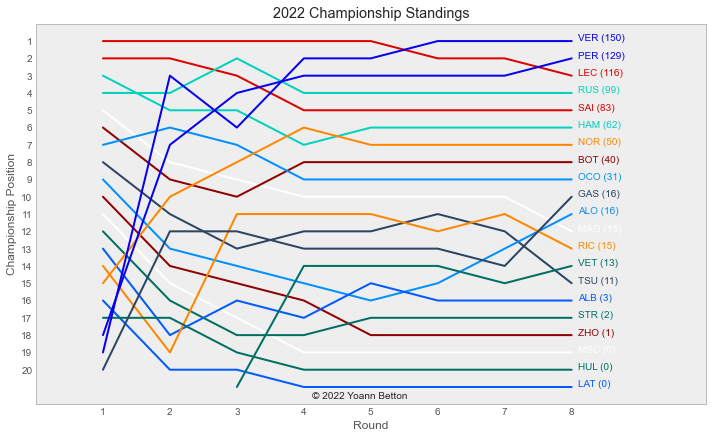 2022 Championship Standings
Championship Position
1
2
3
4
5
6
7
8
9
10
11
12
13
14
15
16
17
18
19
20
VER (150)
PER (129)
LEC (116)
RUS (99)
SAI (83)
HAM (62)
NOR (50)
BOT (40)
OCO (31)
GAS (16)
ALO (16)
MAG (15)
RIC (15)
VET (13)
TSU (11)
ALB (3)
STR (2)
ZHO (1)
MSC (0)
HUL (0)
LAT (0)
© 2022 Yoann Betton
1 2 3 4 5 6 7 8
Round